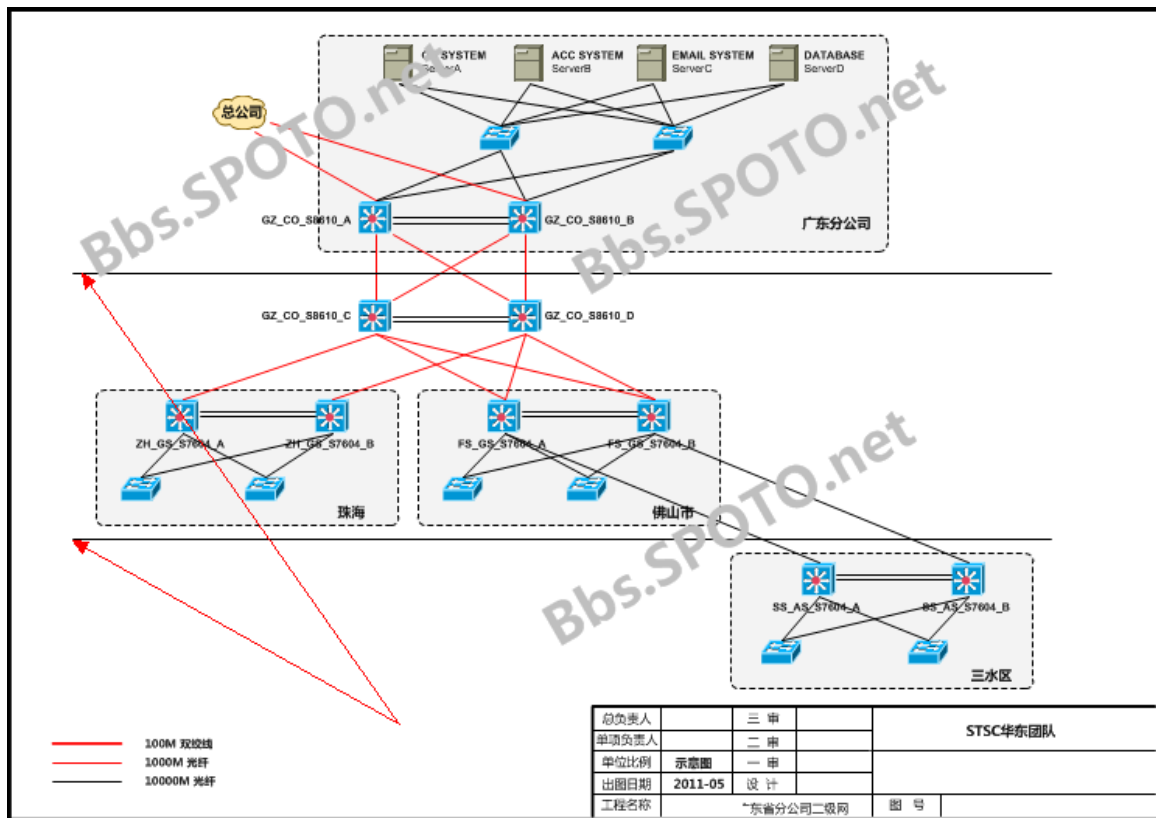 OA SYSTEM
ServerA
ACC SYSTEM
ServerB
EMAIL SYSTEM
ServerC
DATABASE
ServerD
总公司
GZ_CO_S8610_A
GZ_CO_S8610_B
广东分公司
GZ_CO_S8610_C
GZ_CO_S8610_D
ZH_GS_S7604_A
ZH_GS_S7604_B
FS_GS_S7604_A
FS_GS_S7604_B
珠海
佛山市
SS_AS_S7604_A
SS_AS_S7604_B
三水区
100M 双绞线
1000M 光纤
10000M 光纤
总负责人 三 审 STSC华东团队
单项负责人 二 审
单位比例 示意图 一 审
出图日期 2011-05 设 计
工程名称 东省分公司二级网 图 号
Bbs.SPOTO.net
Bbs.SPOTO.net
Bbs.SPOTO.net